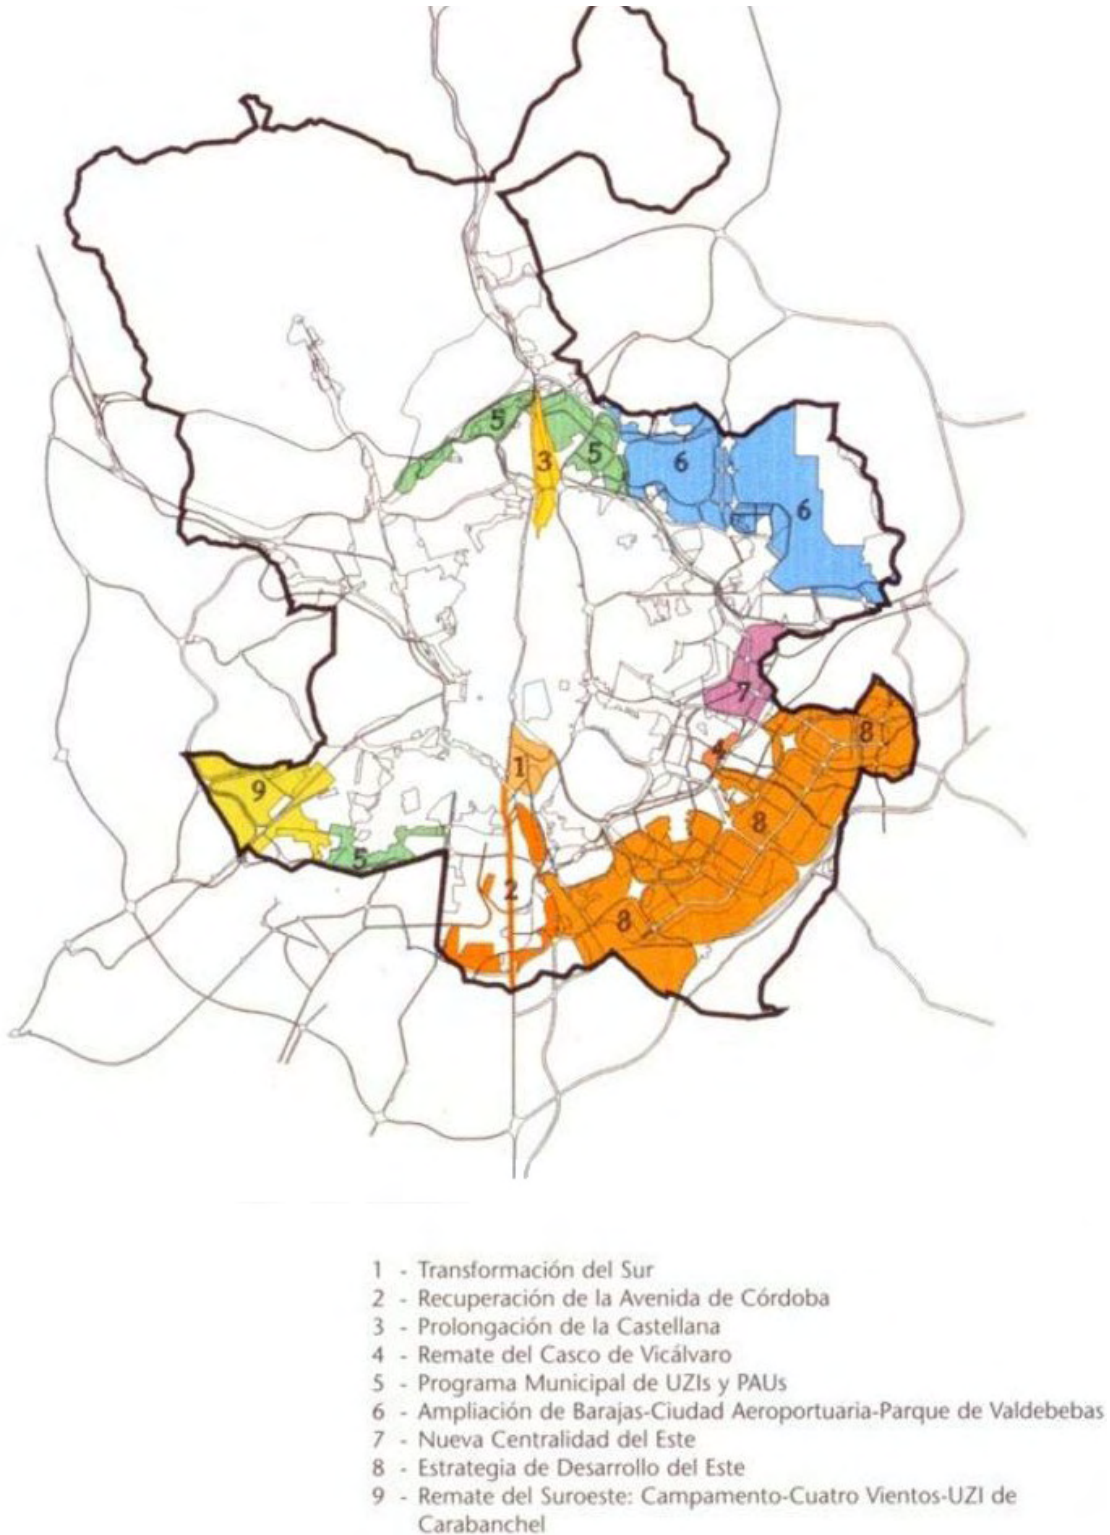 5
5
3
6
6
7
8
4
1
9
8
5
2
8
1 - Transformación del Sur
2 - Recuperación de la Avenida de Córdoba
3 - Prolongación de la Castellana
4 - Remate del Casco de Vicálvaro
5 - Programa Municipal de UZIs y PAUs
6 - Ampliación de Barajas-Ciudad Aeroportuaria-Parque de Valdebebas
7 - Nueva Centralidad del Este
8 - Estrategia de Desarrollo del Este
9 - Remate del Suroeste: Campamento-Cuatro Vientos-UZI de
Carabanchel